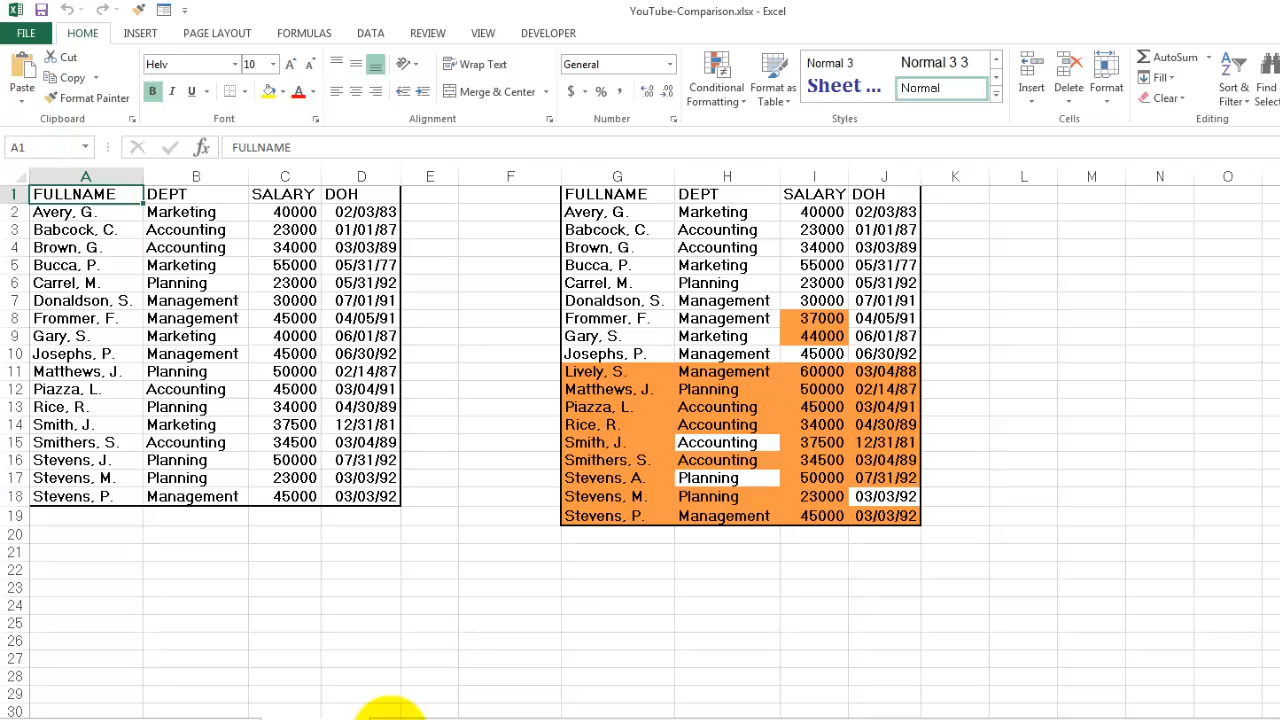 YouTube-Comparison.xlsx - Excel
FILE HOME INSERT PAGE LAYOUT FORMULAS DATA REVIEW VIEW DEVELOPER
Cut Helv 10 Wrap Text General Normal 3 Normal 3 3 AutoSum
Copy Fill
Paste Format Painter B I U A Merge & Center $ % , Conditional Formatting Format as Table Sheet ... Normal Insert Delete Format Clear Sort & Filter Find Selec
Clipboard Font Alignment Number Styles Cells Editing
A1 fx FULLNAME
A B C D E F G H I J K L M N O
1 FULLNAME DEPT SALARY DOH FULLNAME DEPT SALARY DOH
2 Avery, G. Marketing 40000 02/03/83 Avery, G. Marketing 40000 02/03/83
3 Babcock, C. Accounting 23000 01/01/87 Babcock, C. Accounting 23000 01/01/87
4 Brown, G. Accounting 34000 03/03/89 Brown, G. Accounting 34000 03/03/89
5 Bucca, P. Marketing 55000 05/31/77 Bucca, P. Marketing 55000 05/31/77
6 Carrel, M. Planning 23000 05/31/92 Carrel, M. Planning 23000 05/31/92
7 Donaldson, S. Management 30000 07/01/91 Donaldson, S. Management 30000 07/01/91
8 Frommer, F. Management 45000 04/05/91 Frommer, F. Management 37000 04/05/91
9 Gary, S. Marketing 40000 06/01/87 Gary, S. Marketing 44000 06/01/87
10 Josephs, P. Management 45000 06/30/92 Josephs, P. Management 45000 06/30/92
11 Matthews, J. Planning 50000 02/14/87 Lively, S. Management 60000 03/04/88
12 Piazza, L. Accounting 45000 03/04/91 Matthews, J. Planning 50000 02/14/87
13 Rice, R. Planning 34000 04/30/89 Piazza, L. Accounting 45000 03/04/91
14 Smith, J. Marketing 37500 12/31/81 Rice, R. Accounting 34000 04/30/89
15 Smithers, S. Accounting 34500 03/04/89 Smith, J. Accounting 37500 12/31/81
16 Stevens, J. Planning 50000 07/31/92 Smithers, S. Accounting 34500 03/04/89
17 Stevens, M. Planning 23000 03/03/92 Stevens, A. Planning 50000 07/31/92
18 Stevens, P. Management 45000 03/03/92 Stevens, M. Planning 23000 03/03/92
19 Stevens, P. Management 45000 03/03/92
20
21
22
23
24
25
26
27
28
29
30